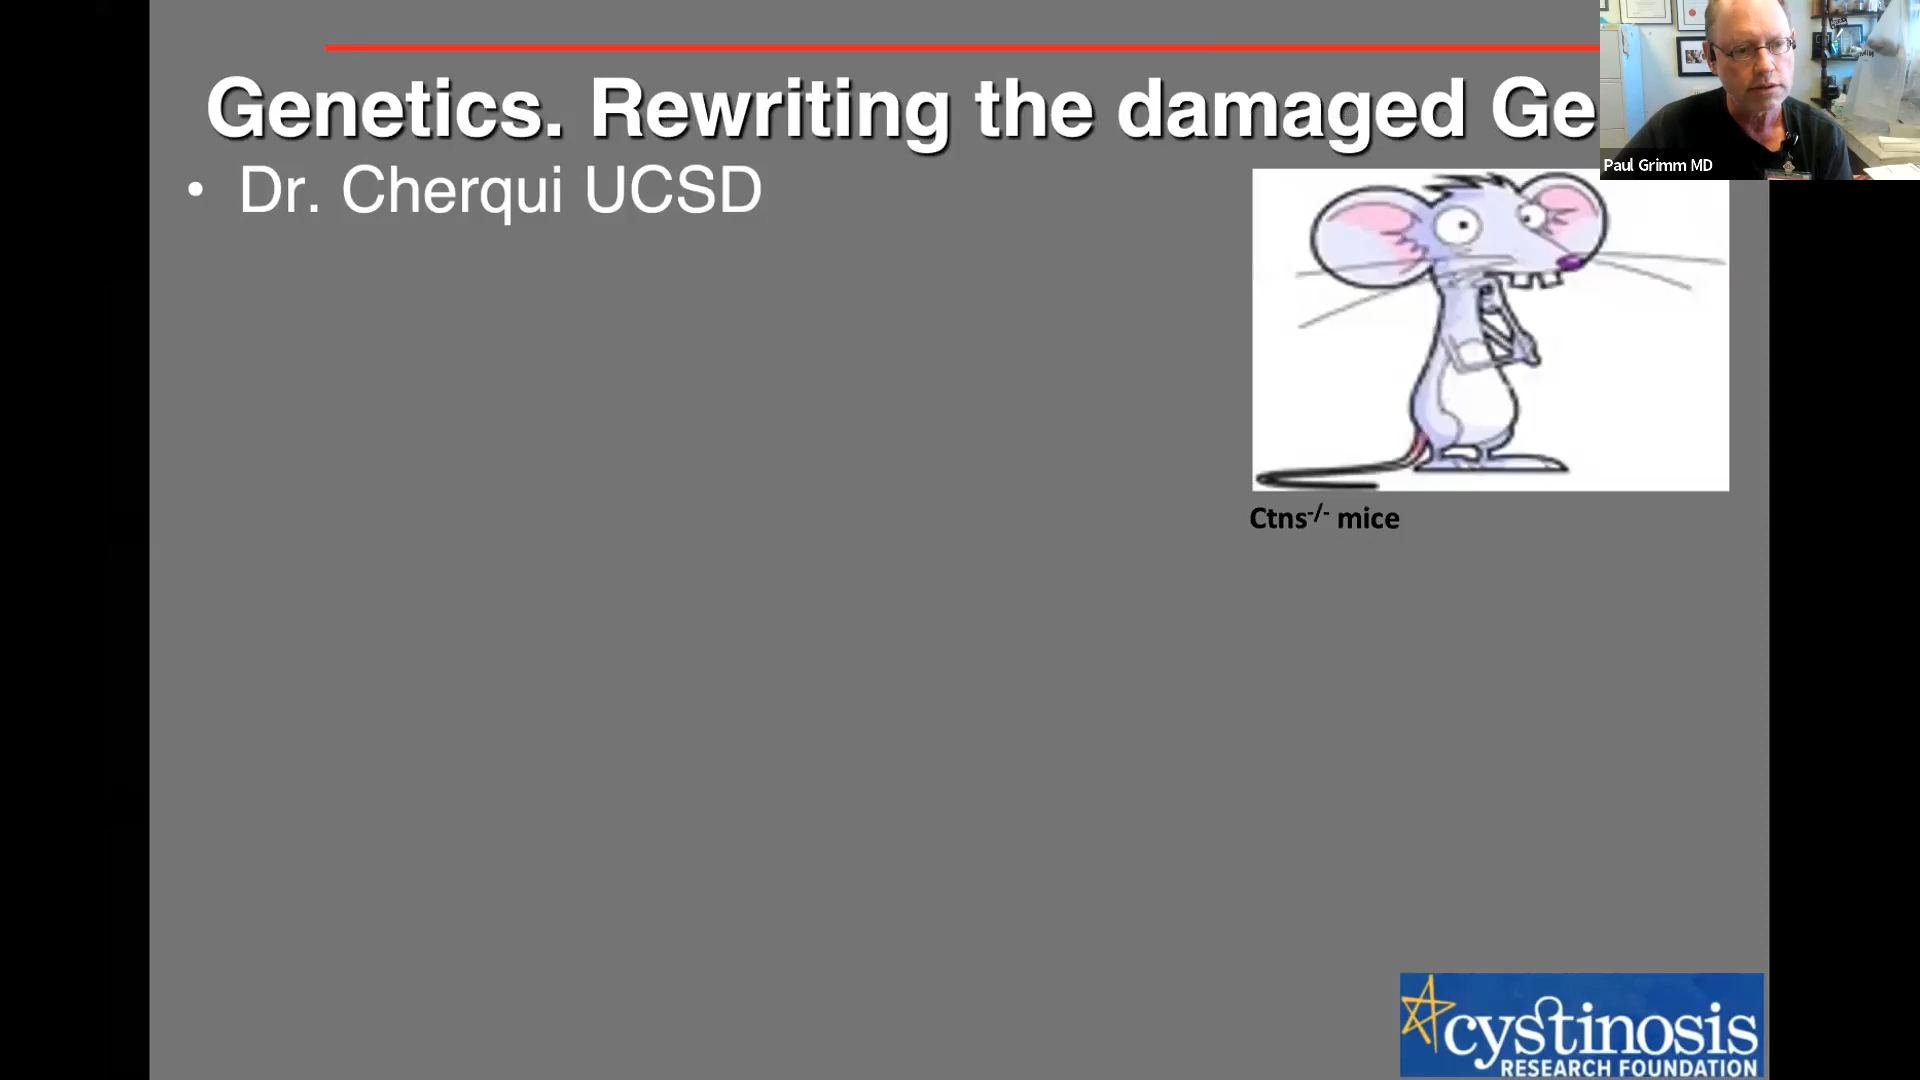 Genetics. Rewriting the damaged Ge
• Dr. Cherqui UCSD
Paul Grimm MD
Ctns-/- mice
cystinosis
RESEARCH FOUNDATION